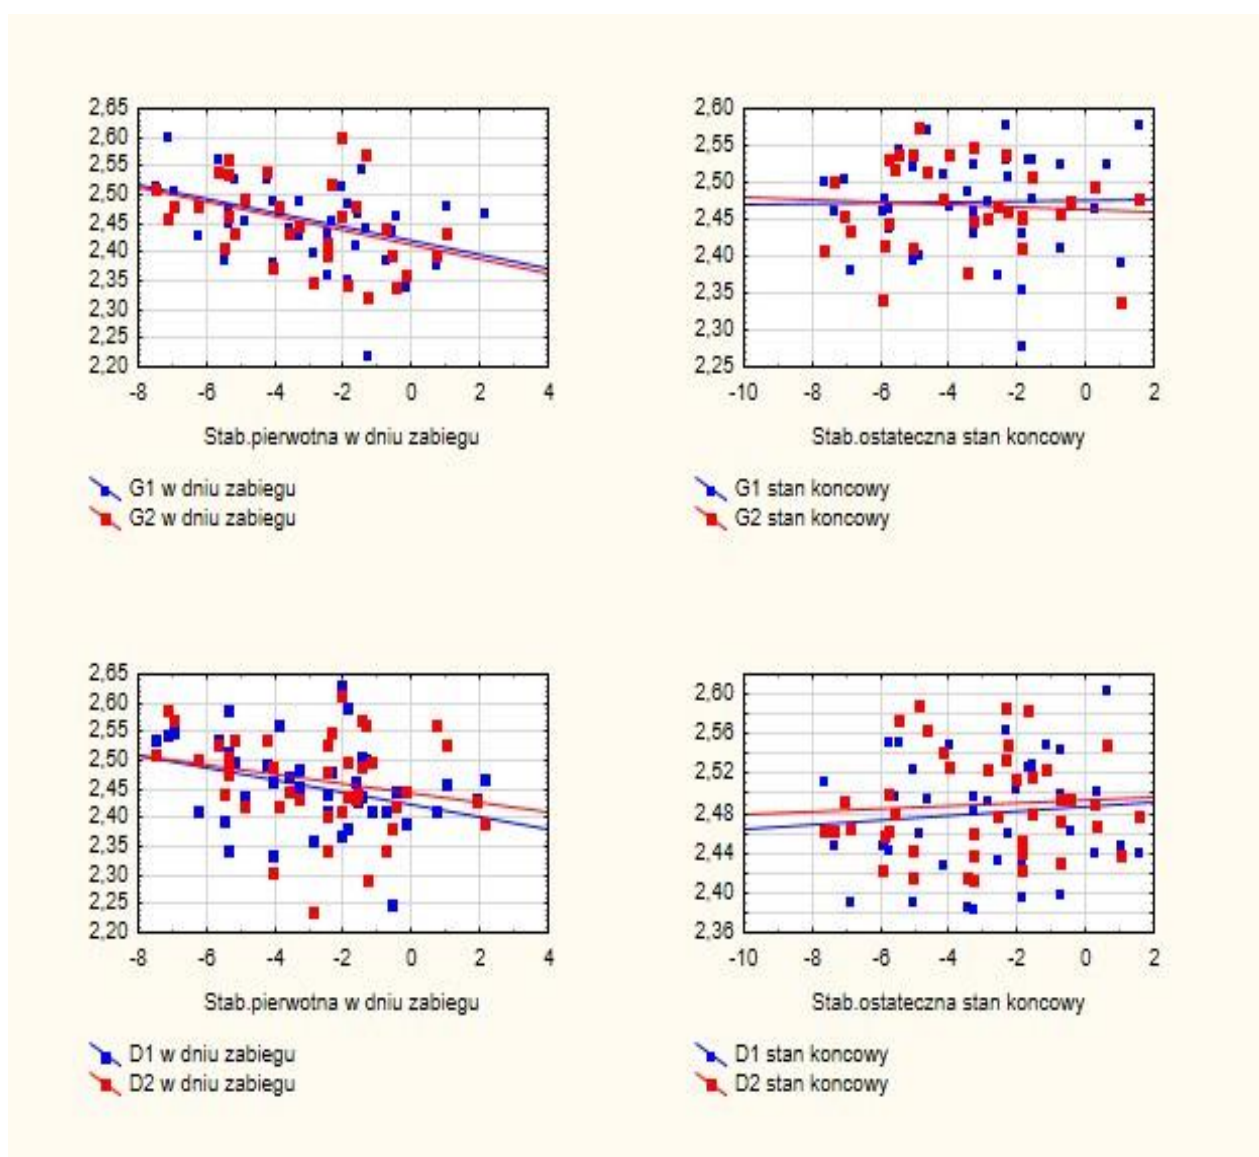 2,65
2,60
2,55
2,50
2,45
2,40
2,35
2,30
2,25
2,20
-8 -6 -4 -2 0 2 4
Stab.pierwotna w dniu zabiegu
G1 w dniu zabiegu
G2 w dniu zabiegu
2,60
2,55
2,50
2,45
2,40
2,35
2,30
2,25
-10 -8 -6 -4 -2 0 2
Stab.ostateczna stan koncowy
G1 stan koncowy
G2 stan koncowy
2,65
2,60
2,55
2,50
2,45
2,40
2,35
2,30
2,25
2,20
-8 -6 -4 -2 0 2 4
Stab.pierwotna w dniu zabiegu
D1 w dniu zabiegu
D2 w dniu zabiegu
2,60
2,56
2,52
2,48
2,44
2,40
2,36
-10 -8 -6 -4 -2 0 2
Stab.ostateczna stan koncowy
D1 stan koncowy
D2 stan koncowy